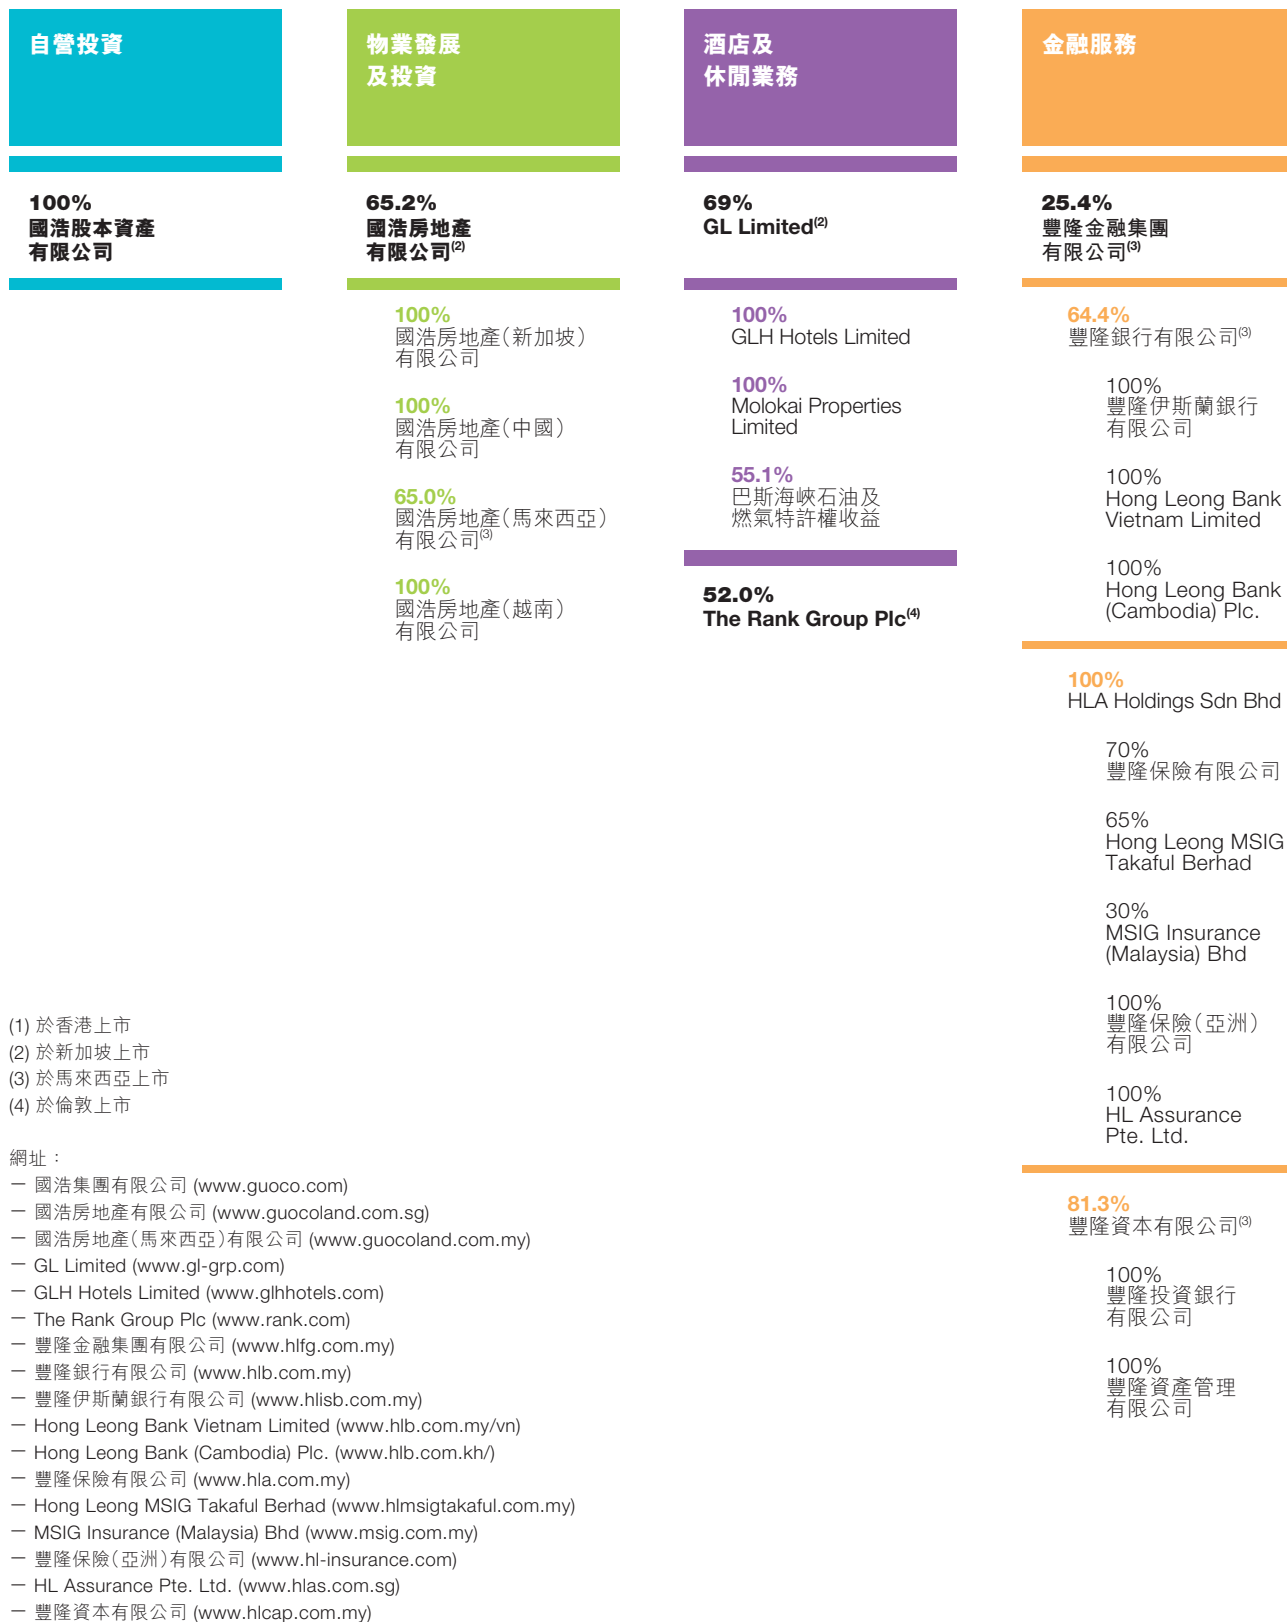 自營投資
100%
國浩股本資產
有限公司
物業發展
及投資
65.2%
國浩房地產
有限公司(2)
100%
國浩房地產(新加坡)
有限公司
100%
國浩房地產(中國)
有限公司
65.0%
國浩房地產(馬來西亞)
有限公司(3)
100%
國浩房地產(越南)
有限公司
酒店及
休閒業務
69%
GL Limited(2)
100%
GLH Hotels Limited
100%
Molokai Properties
Limited
55.1%
巴斯海峽石油及
燃氣特許權收益
52.0%
The Rank Group Plc(4)
金融服務
25.4%
豐隆金融集團
有限公司(3)
64.4%
豐隆銀行有限公司(3)
100%
豐隆伊斯蘭銀行
有限公司
100%
Hong Leong Bank
Vietnam Limited
100%
Hong Leong Bank
(Cambodia) Plc.
100%
HLA Holdings Sdn Bhd
70%
豐隆保險有限公司
65%
Hong Leong MSIG
Takaful Berhad
30%
MSIG Insurance
(Malaysia) Bhd
100%
豐隆保險(亞洲)
有限公司
100%
HL Assurance
Pte. Ltd.
81.3%
豐隆資本有限公司(3)
100%
豐隆投資銀行
有限公司
100%
豐隆資產管理
有限公司
(1) 於香港上市
(2) 於新加坡上市
(3) 於馬來西亞上市
(4) 於倫敦上市
網址：
— 國浩集團有限公司 (www.guoco.com)
— 國浩房地產有限公司 (www.guocoland.com.sg)
— 國浩房地產(馬來西亞)有限公司 (www.guocoland.com.my)
— GL Limited (www.gl-grp.com)
— GLH Hotels Limited (www.glhhotels.com)
— The Rank Group Plc (www.rank.com)
— 豐隆金融集團有限公司 (www.hlfg.com.my)
— 豐隆銀行有限公司 (www.hlb.com.my)
— 豐隆伊斯蘭銀行有限公司 (www.hlisb.com.my)
— Hong Leong Bank Vietnam Limited (www.hlb.com.my/vn)
— Hong Leong Bank (Cambodia) Plc. (www.hlb.com.kh/)
— 豐隆保險有限公司 (www.hla.com.my)
— Hong Leong MSIG Takaful Berhad (www.hlmsigtakaful.com.my)
— MSIG Insurance (Malaysia) Bhd (www.msig.com.my)
— 豐隆保險(亞洲)有限公司 (www.hl-insurance.com)
— HL Assurance Pte. Ltd. (www.hlas.com.sg)
— 豐隆資本有限公司 (www.hlcap.com.my)